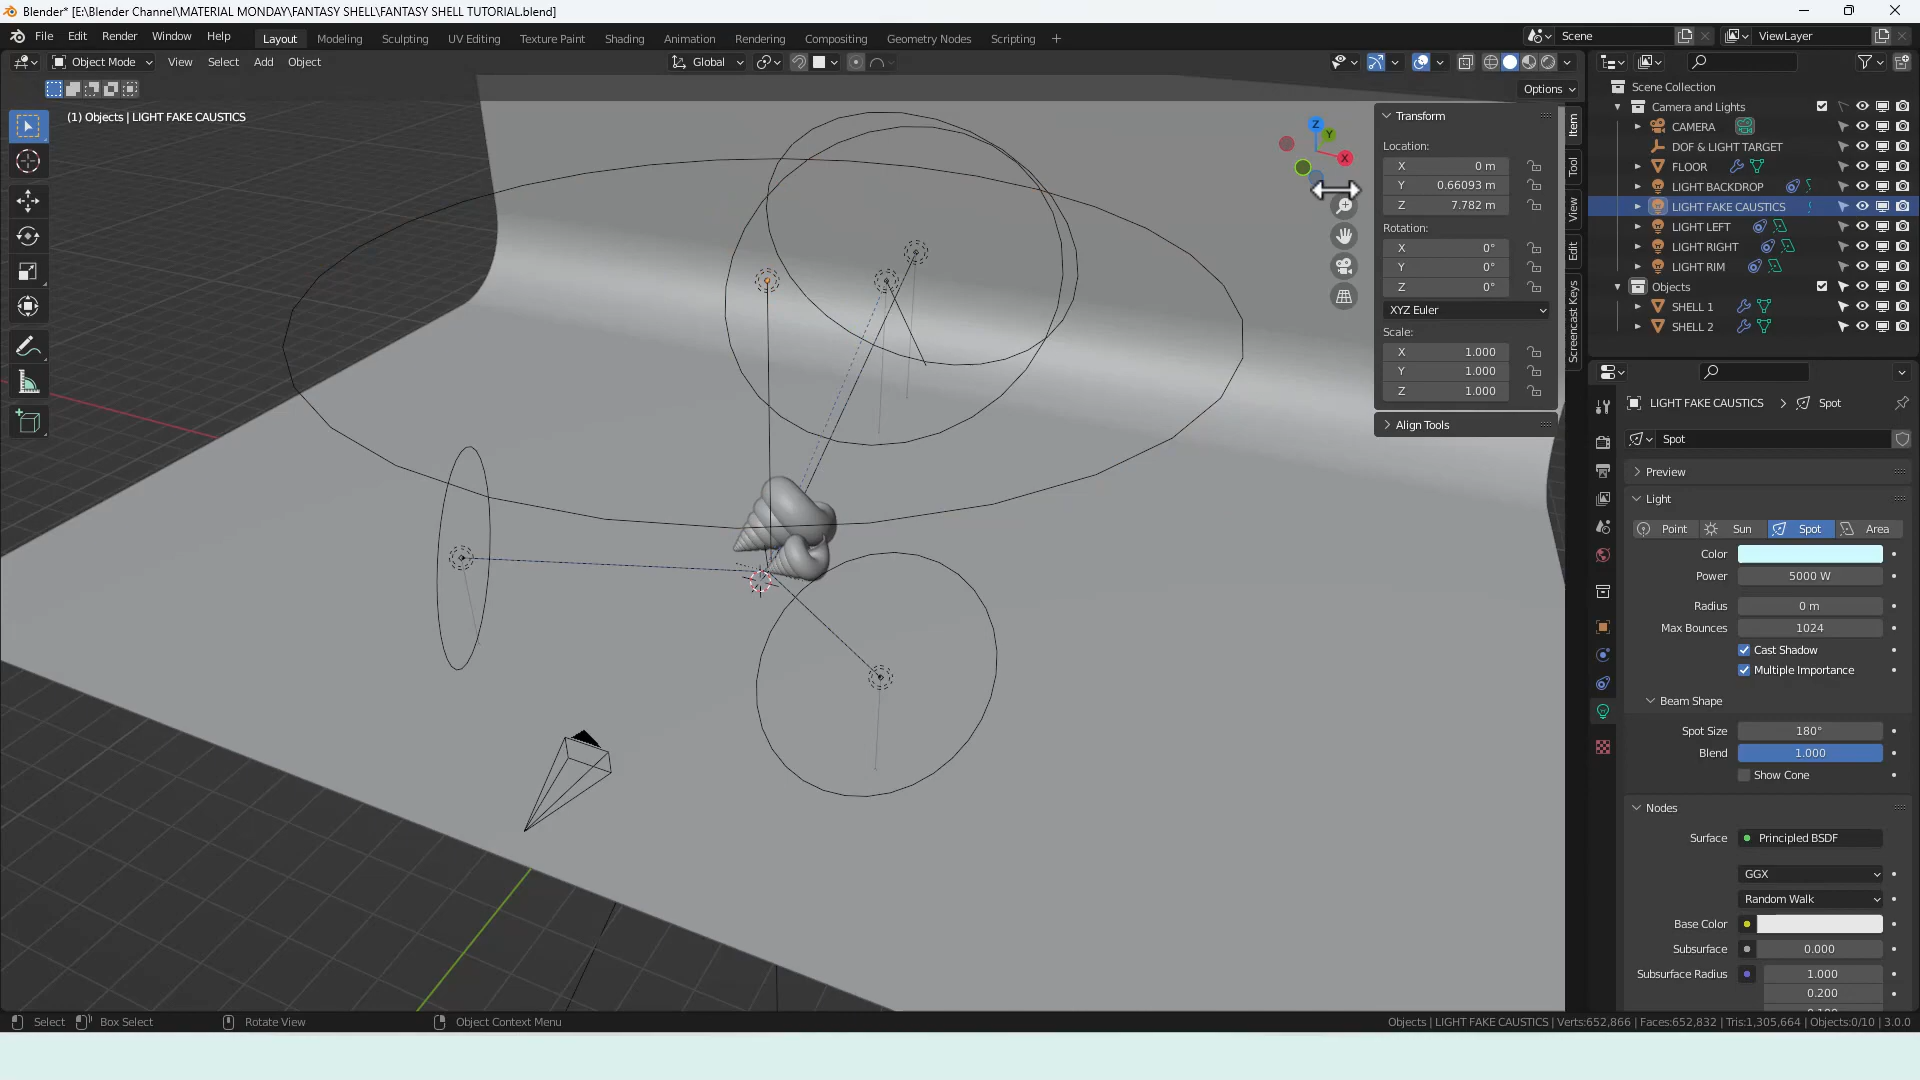 Blender* [E:\Blender Channel\MATERIAL MONDAY\FANTASY SHELL\FANTASY SHELL TUTORIAL.blend]
File Edit Render Window Help Layout Modeling Sculpting UV Editing Texture Paint Shading Animation Rendering Compositing Geometry Nodes Scripting Scene ViewLayer
Object Mode View Select Add Object Global
Options
(1) Objects | LIGHT FAKE CAUSTICS
Z
Y
X
Transform
Location:
X 0 m
Y 0.66093 m
Z 7.782 m
Rotation:
X 0°
Y 0°
Z 0°
XYZ Euler
Scale:
X 1.000
Y 1.000
Z 1.000
Align Tools
Item
Tool
View
Edit
Screencast Keys
Scene Collection
Camera and Lights
CAMERA
DOF & LIGHT TARGET
FLOOR
LIGHT BACKDROP
LIGHT FAKE CAUSTICS
LIGHT LEFT
LIGHT RIGHT
LIGHT RIM
Objects
SHELL 1
SHELL 2
LIGHT FAKE CAUSTICS Spot
Spot
Preview
Light
Point Sun Spot Area
Color
Power 5000 W
Radius 0 m
Max Bounces 1024
Cast Shadow
Multiple Importance
Beam Shape
Spot Size 180°
Blend 1.000
Show Cone
Nodes
Surface Principled BSDF
GGX
Random Walk
Base Color
Subsurface 0.000
Subsurface Radius 1.000
0.200
Select Box Select Rotate View Object Context Menu
Objects | LIGHT FAKE CAUSTICS | Verts:652,866 | Faces:652,832 | Tris:1,305,664 | Objects:0/10 | 3.0.0